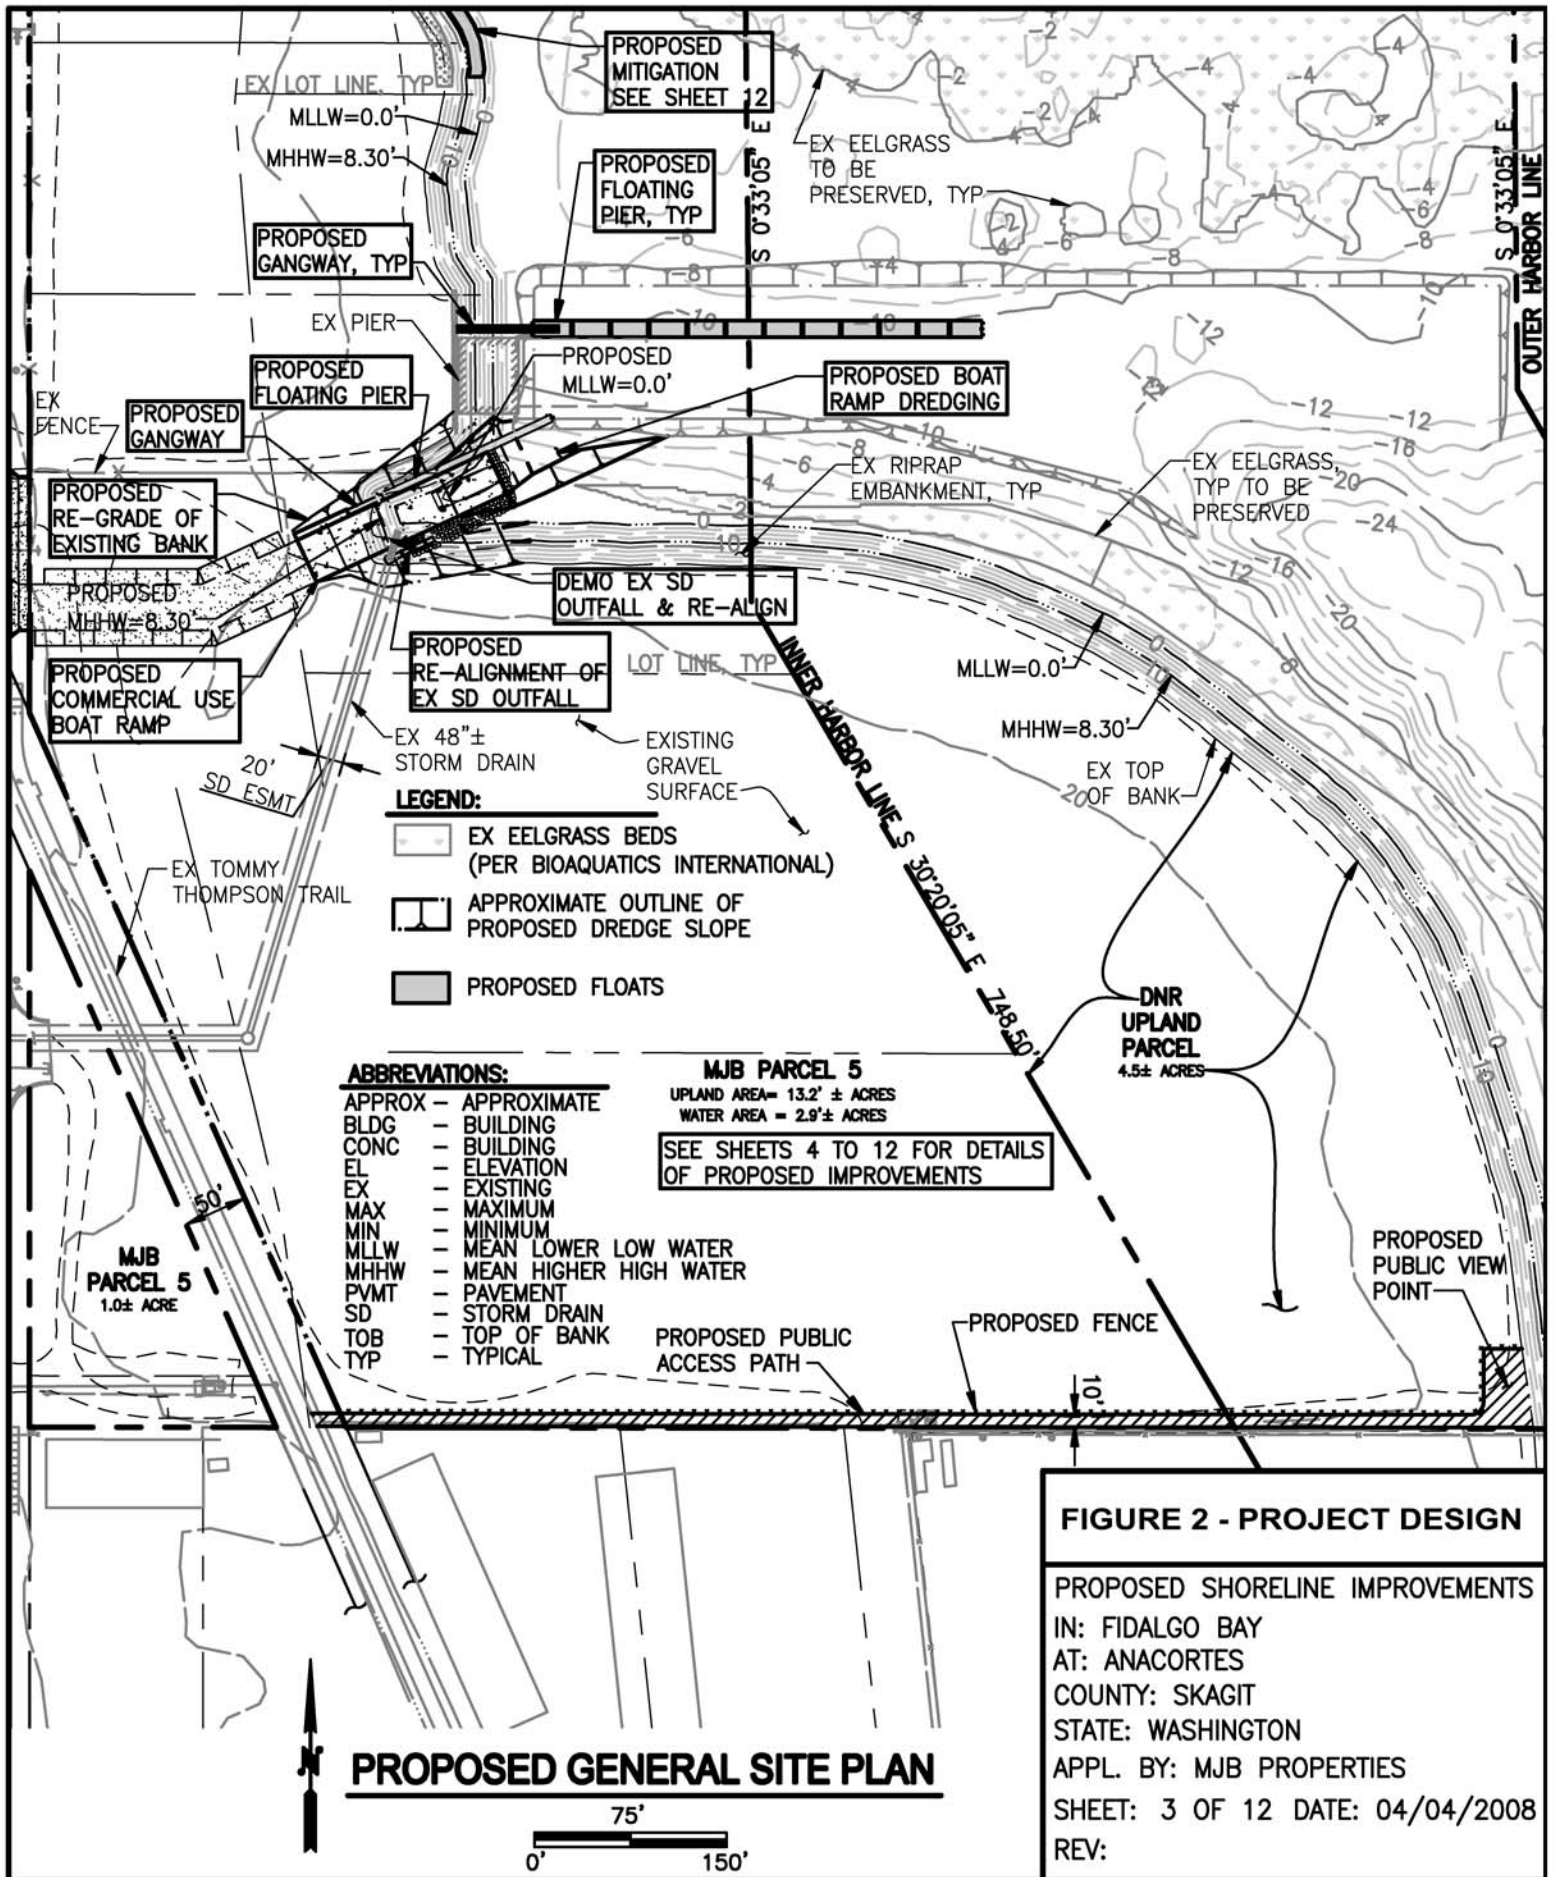 PROPOSED
MITIGATION
SEE SHEET 12
EX LOT LINE, TYP
MLLW=0.0'
MHHW=8.30'
0
10
PROPOSED
FLOATING
PIER, TYP
S 0°33'05" E
EX EELGRASS
TO BE
PRESERVED, TYP
S 0°33'05" E
OUTER HARBOR LINE
PROPOSED
GANGWAY, TYP
EX PIER
PROPOSED
MLLW=0.0'
PROPOSED
FLOATING PIER
PROPOSED BOAT
RAMP DREDGING
EX
FENCE
PROPOSED
GANGWAY
EX RIPRAP
EMBANKMENT, TYP
EX EELGRASS,
TYP TO BE
PRESERVED
PROPOSED
RE-GRADE OF
EXISTING BANK
PROPOSED
MHHW=8.30'
DEMO EX SD
OUTFALL & RE-ALIGN
PROPOSED
COMMERCIAL USE
BOAT RAMP
PROPOSED
RE-ALIGNMENT OF
EX SD OUTFALL
LOT LINE, TYP
-2
-4
-6
-8
-10
-12
-16
-20
-24
INNER HARBOR LINE S 30°20'05" E 748.50'
MLLW=0.0'
MHHW=8.30'
EX TOP
OF BANK
20
EX 48"±
STORM DRAIN
20'
SD ESMT
EXISTING
GRAVEL
SURFACE
EX TOMMY
THOMPSON TRAIL
LEGEND:
EX EELGRASS BEDS
(PER BIOAQUATICS INTERNATIONAL)
APPROXIMATE OUTLINE OF
PROPOSED DREDGE SLOPE
PROPOSED FLOATS
DNR
UPLAND
PARCEL
4.5± ACRES
ABBREVIATIONS:
APPROX – APPROXIMATE
BLDG – BUILDING
CONC – BUILDING
EL – ELEVATION
EX – EXISTING
MAX – MAXIMUM
MIN – MINIMUM
MLLW – MEAN LOWER LOW WATER
MHHW – MEAN HIGHER HIGH WATER
PVMT – PAVEMENT
SD – STORM DRAIN
TOB – TOP OF BANK
TYP – TYPICAL
MJB PARCEL 5
UPLAND AREA= 13.2' ± ACRES
WATER AREA = 2.9'± ACRES
SEE SHEETS 4 TO 12 FOR DETAILS
OF PROPOSED IMPROVEMENTS
50'
MJB
PARCEL 5
1.0± ACRE
PROPOSED PUBLIC
ACCESS PATH
PROPOSED FENCE
10'
PROPOSED
PUBLIC VIEW
POINT
N
PROPOSED GENERAL SITE PLAN
75'
0'
150'
FIGURE 2 - PROJECT DESIGN
PROPOSED SHORELINE IMPROVEMENTS
IN: FIDALGO BAY
AT: ANACORTES
COUNTY: SKAGIT
STATE: WASHINGTON
APPL. BY: MJB PROPERTIES
SHEET: 3 OF 12 DATE: 04/04/2008
REV: